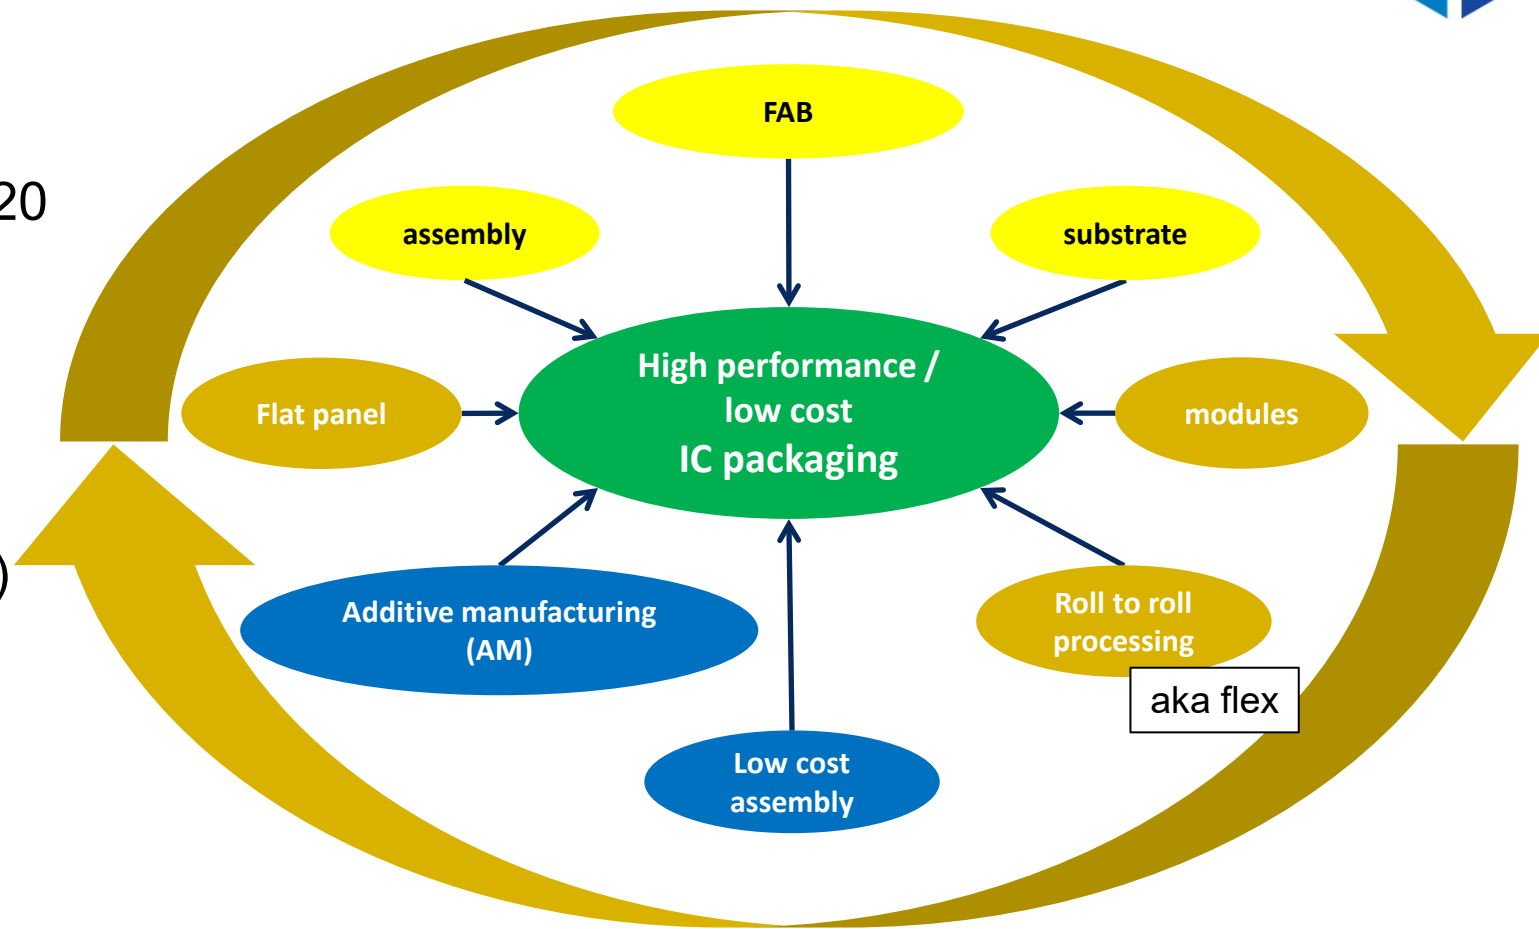 FAB
20
assembly
substrate
High performance /
low cost
IC packaging
Flat panel
modules
)
Additive manufacturing
(AM)
Roll to roll
processing
aka flex
Low cost
assembly